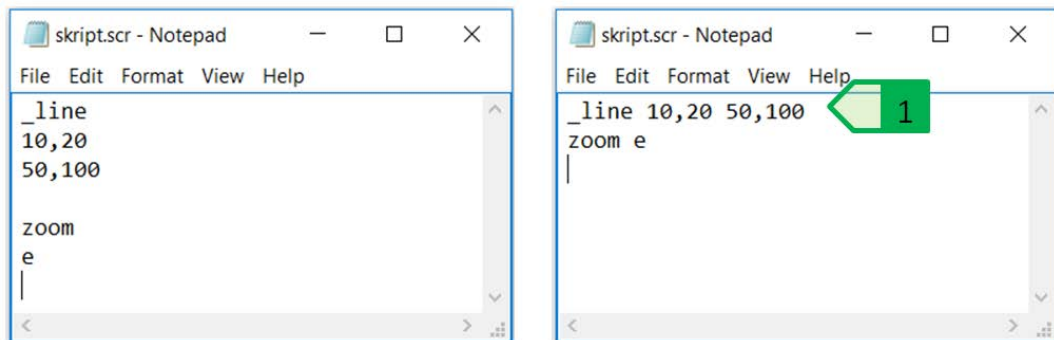 skript.scr - Notepad
File Edit Format View Help
_line
10,20
50,100
zoom
e
skript.scr - Notepad
File Edit Format View Help
_line 10,20 50,100
1
zoom e